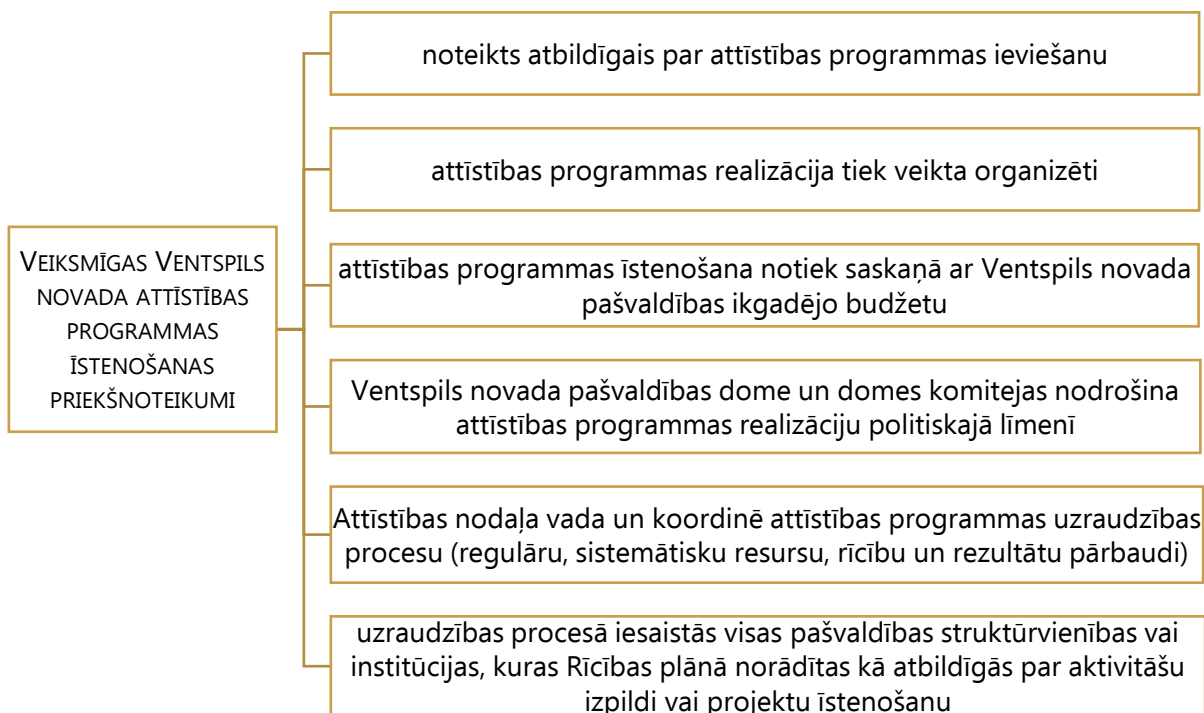 VEIKSMĪGAS VENTSPILS
NOVADA ATTĪSTĪBAS
PROGRAMMAS
ĪSTENOŠANAS
PRIEKŠNOTEIKUMI
noteikts atbildīgais par attīstības programmas ieviešanu
attīstības programmas realizācija tiek veikta organizēti
attīstības programmas īstenošana notiek saskaņā ar Ventspils novada
pašvaldības ikgadējo budžetu
Ventspils novada pašvaldības dome un domes komitejas nodrošina
attīstības programmas realizāciju politiskajā līmenī
Attīstības nodaļa vada un koordinē attīstības programmas uzraudzības
procesu (regulāru, sistemātisku resursu, rīcību un rezultātu pārbaudi)
uzraudzības procesā iesaistās visas pašvaldības struktūrvienības vai
institūcijas, kuras Rīcības plānā norādītas kā atbildīgās par aktivitāšu
izpildi vai projektu īstenošanu